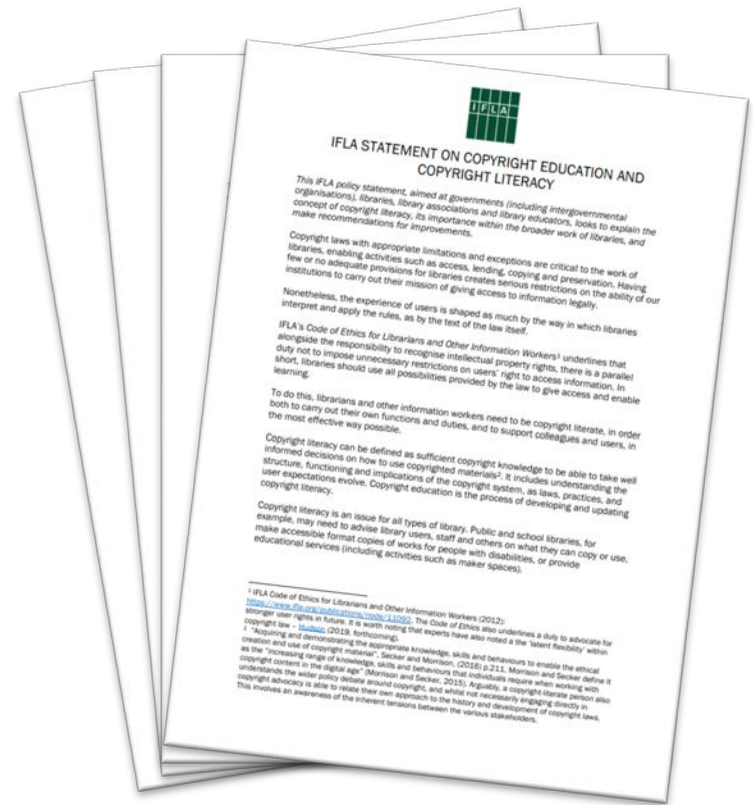 IFLA
IFLA STATEMENT ON COPYRIGHT EDUCATION AND
COPYRIGHT LITERACY
This IFLA policy statement, aimed at governments (including intergovernmental
organisations), libraries, library associations and library educators, looks to explain the
concept of copyright literacy, its importance within the broader work of libraries, and
make recommendations for improvements.
Copyright laws with appropriate limitations and exceptions are critical to the work of
libraries, enabling activities such as access, lending, copying and preservation. Having
few or no adequate provisions for libraries creates serious restrictions on the ability of our
institutions to carry out their mission of giving access to information legally.
Nonetheless, the experience of users is shaped as much by the way in which libraries
interpret and apply the rules, as by the text of the law itself.
IFLA's Code of Ethics for Librarians and Other Information Workers¹ underlines that
alongside the responsibility to recognise intellectual property rights, there is a parallel
duty not to impose unnecessary restrictions on users' right to access information. In
short, libraries should use all possibilities provided by the law to give access and enable
learning.
To do this, librarians and other information workers need to be copyright literate, in order
both to carry out their own functions and duties, and to support colleagues and users, in
the most effective way possible.
Copyright literacy can be defined as sufficient copyright knowledge to be able to take well
informed decisions on how to use copyrighted materials². It includes understanding the
structure, functioning and implications of the copyright system, as laws, practices, and
user expectations evolve. Copyright education is the process of developing and updating
copyright literacy.
Copyright literacy is an issue for all types of library. Public and school libraries, for
example, may need to advise library users, staff and others on what they can copy or use,
make accessible format copies of works for people with disabilities, or provide
educational services (including activities such as maker spaces).
¹ IFLA Code of Ethics for Librarians and Other Information Workers (2012):
https://www.ifla.org/publications/node/11092. The Code of Ethics also underlines a duty to advocate for
stronger user rights in future. It is worth noting that experts have also noted a the 'latent flexibility' within
copyright law – Hudson (2019, forthcoming).
² "Acquiring and demonstrating the appropriate knowledge, skills and behaviours to enable the ethical
creation and use of copyright material", Secker and Morrison, (2016) p.211. Morrison and Secker define it
as the "increasing range of knowledge, skills and behaviours that individuals require when working with
copyright content in the digital age" (Morrison and Secker, 2015). Arguably, a copyright-literate person also
understands the wider policy debate around copyright, and whilst not necessarily engaging directly in
copyright advocacy is able to relate their own approach to the history and development of copyright laws.
This involves an awareness of the inherent tensions between the various stakeholders.